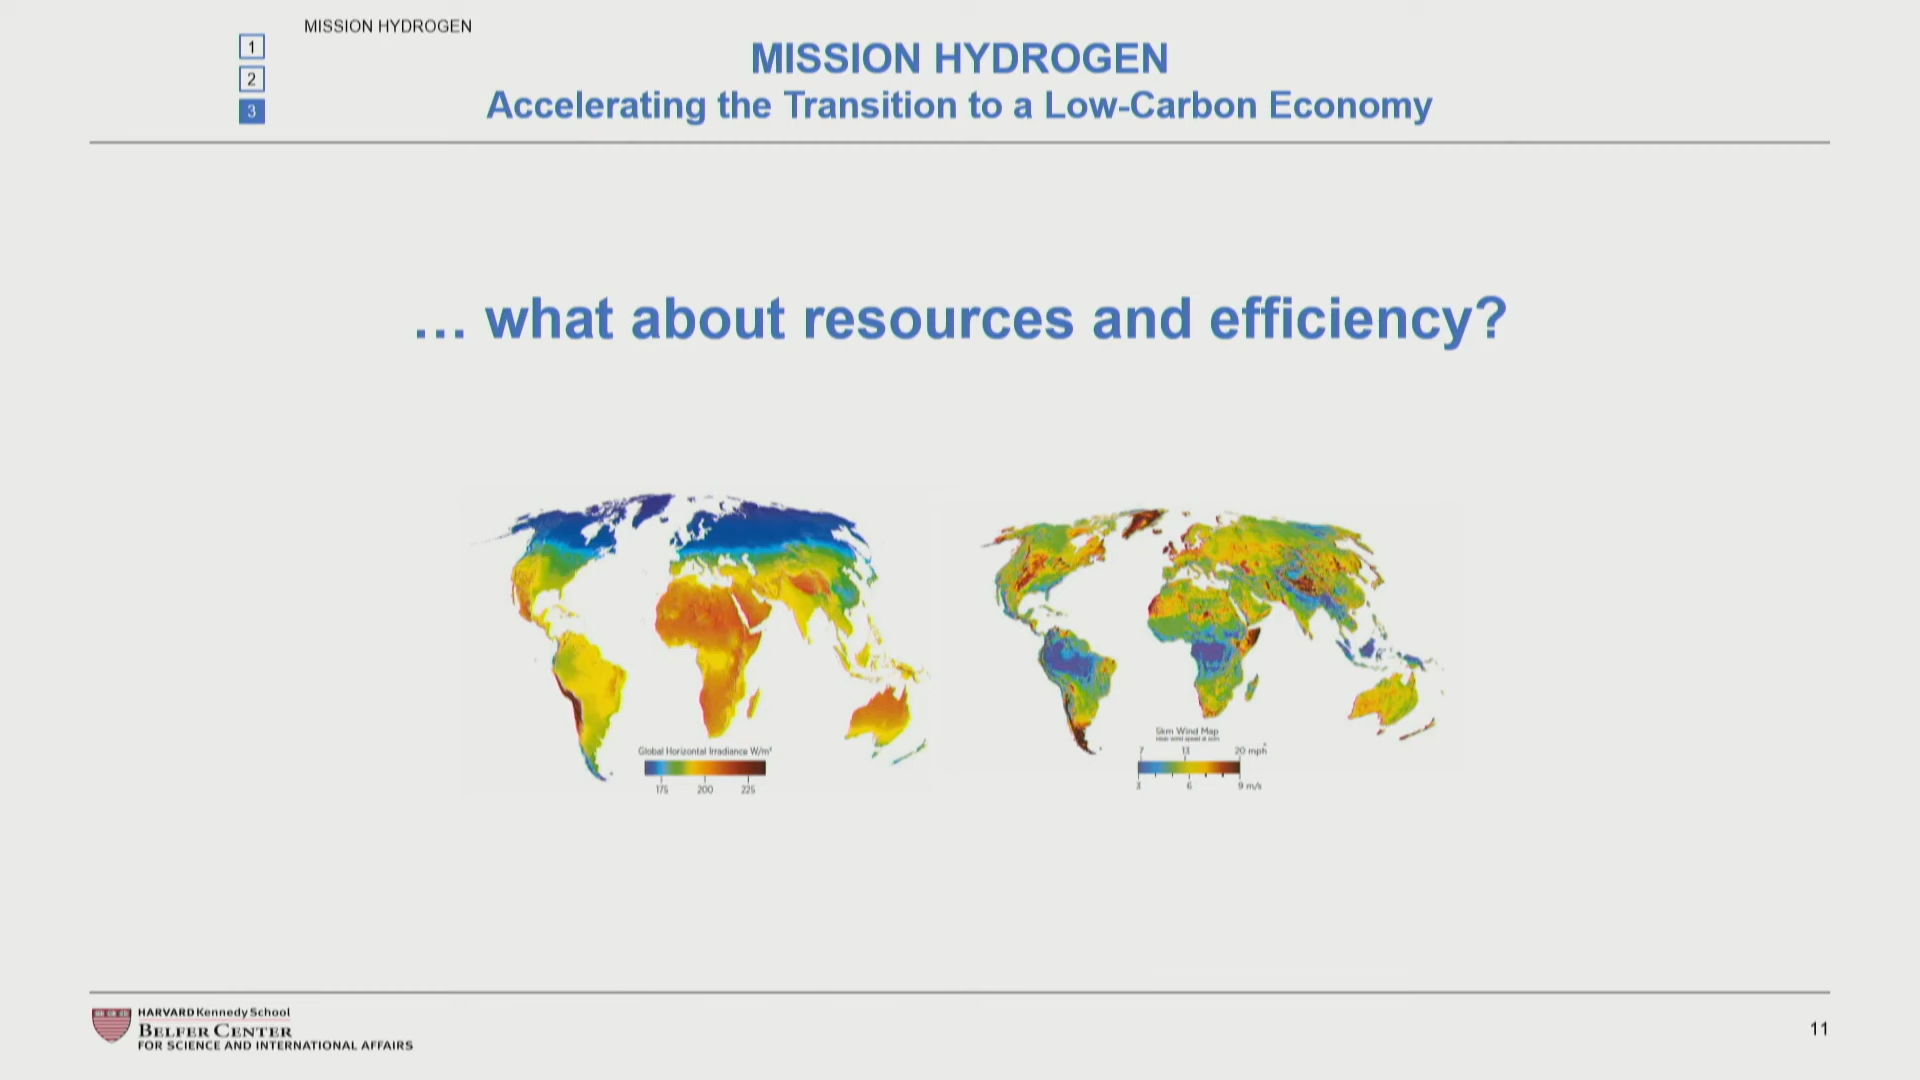 MISSION HYDROGEN
1
2
3
MISSION HYDROGEN
Accelerating the Transition to a Low-Carbon Economy
… what about resources and efficiency?
Global Horizontal Irradiance W/m²
175 200 225
5km Wind Map
7 13 20 mph
3 6 9 m/s
HARVARD Kennedy School
BELFER CENTER
FOR SCIENCE AND INTERNATIONAL AFFAIRS
11